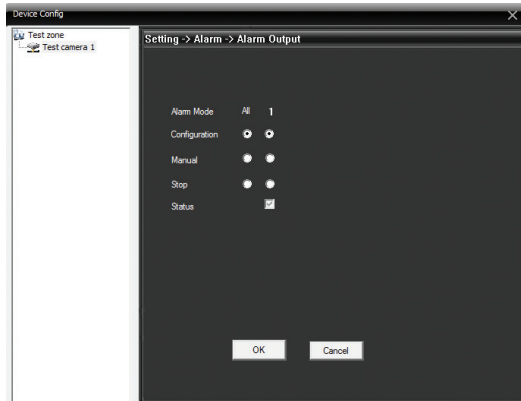 Device Config
Test zone
Test camera 1
Setting -> Alarm -> Alarm Output
Alarm Mode All 1
Configuration
Manual
Stop
Status
OK Cancel